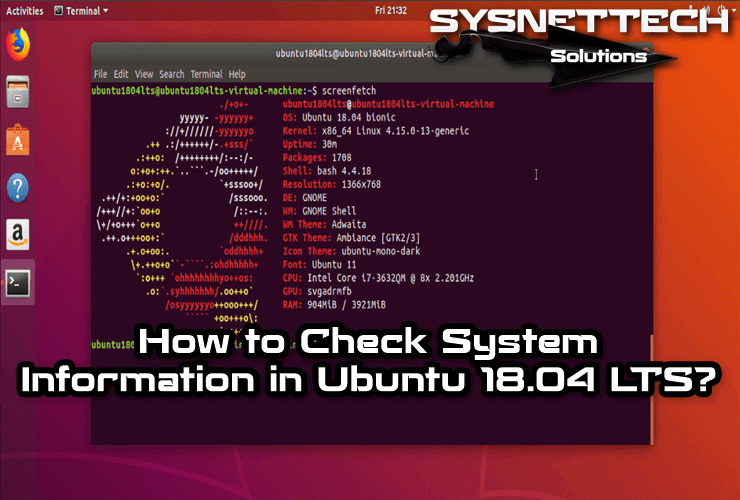 Activities Terminal Fri 21:32
SYSNETTECH
Solutions
ubuntu1804lts@ubuntu1804lts-virtual-m
File Edit View Search Terminal Help
ubuntu1804lts@ubuntu1804lts-virtual-machine:~$ screenfetch
ubuntu1804lts@ubuntu1804lts-virtual-machine
OS: Ubuntu 18.04 bionic
Kernel: x86_64 Linux 4.15.0-13-generic
Uptime: 30m
Packages: 1708
Shell: bash 4.4.18
Resolution: 1366x768
DE: GNOME
WM: GNOME Shell
WM Theme: Adwaita
GTK Theme: Ambiance [GTK2/3]
Icon Theme: ubuntu-mono-dark
Font: Ubuntu 11
CPU: Intel Core i7-3632QM @ 8x 2.201GHz
GPU: svgadrmfb
RAM: 904MiB / 3921MiB
ubuntu180
How to Check System
Information in Ubuntu 18.04 LTS?